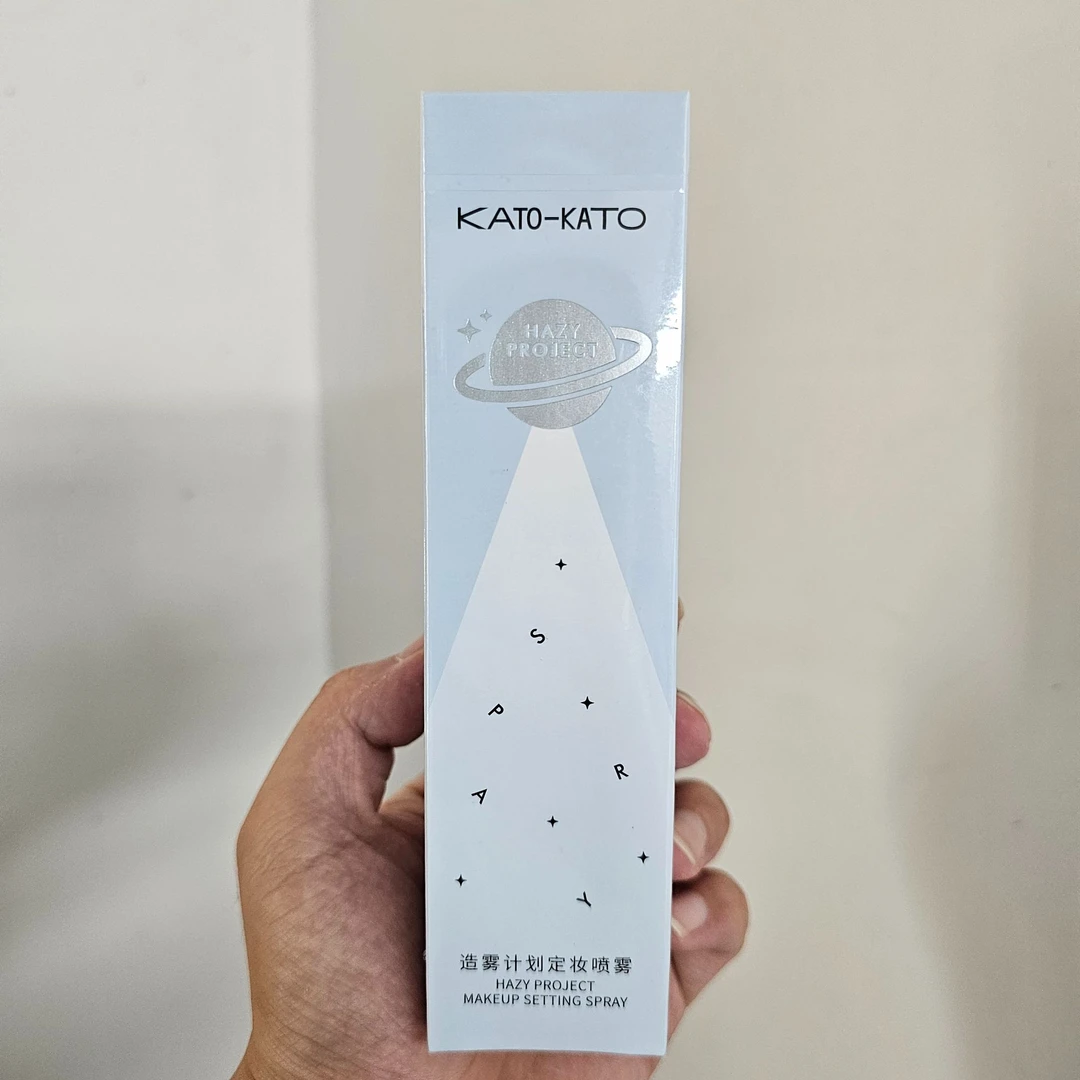 KATO-KATO
HAZY
PROJECT
S
P
R
A
Y
造雾计划定妆喷雾
HAZY PROJECT
MAKEUP SETTING SPRAY